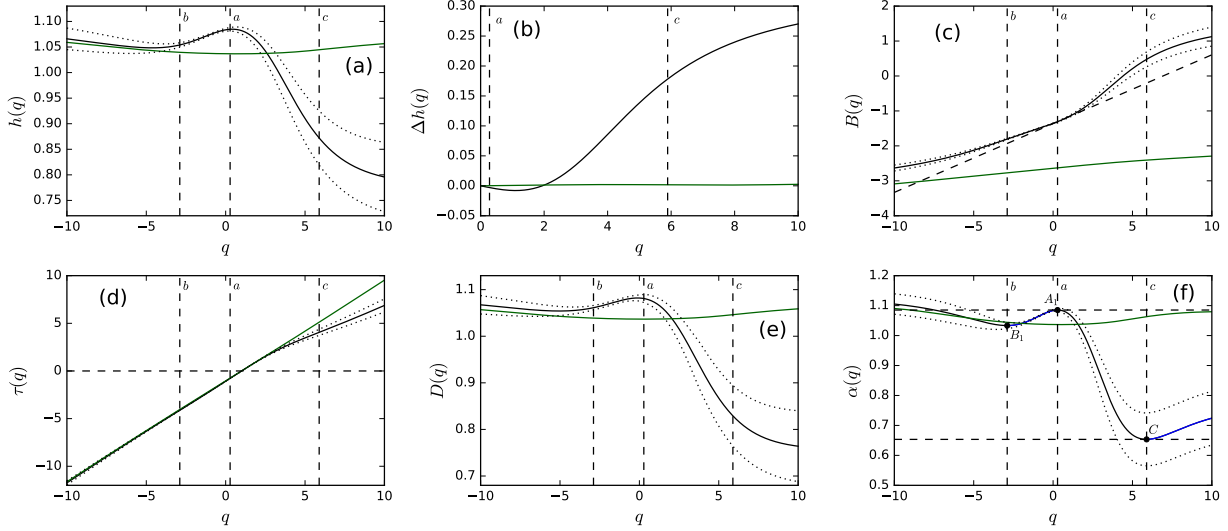 b a c
1.10
1.05
1.00
0.95
0.90
0.85
0.80
0.75
h(q)
(a)
−10 −5 0 5 10
q
a c
0.30
0.25
0.20
0.15
0.10
0.05
0.00
−0.05
Δh(q)
(b)
0 2 4 6 8 10
q
b a c
2
1
0
−1
−2
−3
−4
B(q)
(c)
−10 −5 0 5 10
q
b a c
10
5
0
−5
−10
τ(q)
(d)
−10 −5 0 5 10
q
b a c
1.1
1.0
0.9
0.8
0.7
D(q)
(e)
−10 −5 0 5 10
q
b a c
1.2
1.1
1.0
0.9
0.8
0.7
0.6
0.5
α(q)
(f)
A₁
B₁
C
−10 −5 0 5 10
q